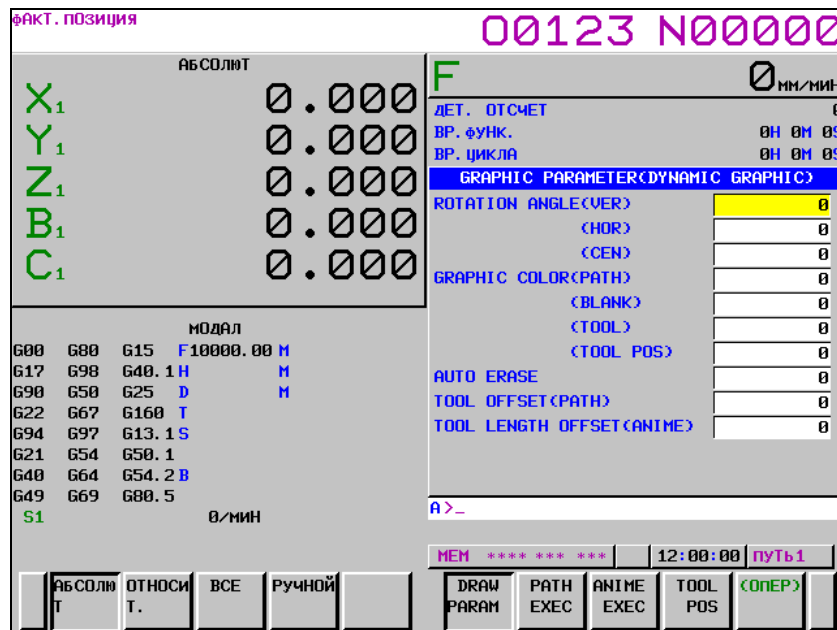 ФАКТ. ПОЗИЦИЯ
O0123 N00000
АБСОЛЮТ
X1 0.000
Y1 0.000
Z1 0.000
B1 0.000
C1 0.000
F 0 ММ/МИН
ДЕТ. ОТСЧЕТ
ВР. ФУНК. 0H 0M 0S
ВР. ЦИКЛА 0H 0M 0S
GRAPHIC PARAMETER(DYNAMIC GRAPHIC)
ROTATION ANGLE(VER) 0
(HOR) 0
(CEN) 0
GRAPHIC COLOR(PATH) 0
(BLANK) 0
(TOOL) 0
(TOOL POS) 0
AUTO ERASE 0
TOOL OFFSET(PATH) 0
TOOL LENGTH OFFSET(ANIME) 0
МОДАЛ
G00 G80 G15 F10000.00 M
G17 G98 G40.1 H M
G90 G50 G25 D M
G22 G67 G160 T
G94 G97 G13.1 S
G21 G54 G50.1
G40 G64 G54.2 B
G49 G69 G80.5
S1 0/МИН
A>_
MEM **** *** *** 12:00:00 ПУТЬ1
АБСОЛЮ
Т
ОТНОСИ
Т.
ВСЕ
РУЧНОЙ
DRAW
PARAM
PATH
EXEC
ANIME
EXEC
TOOL
POS
(ОПЕР)